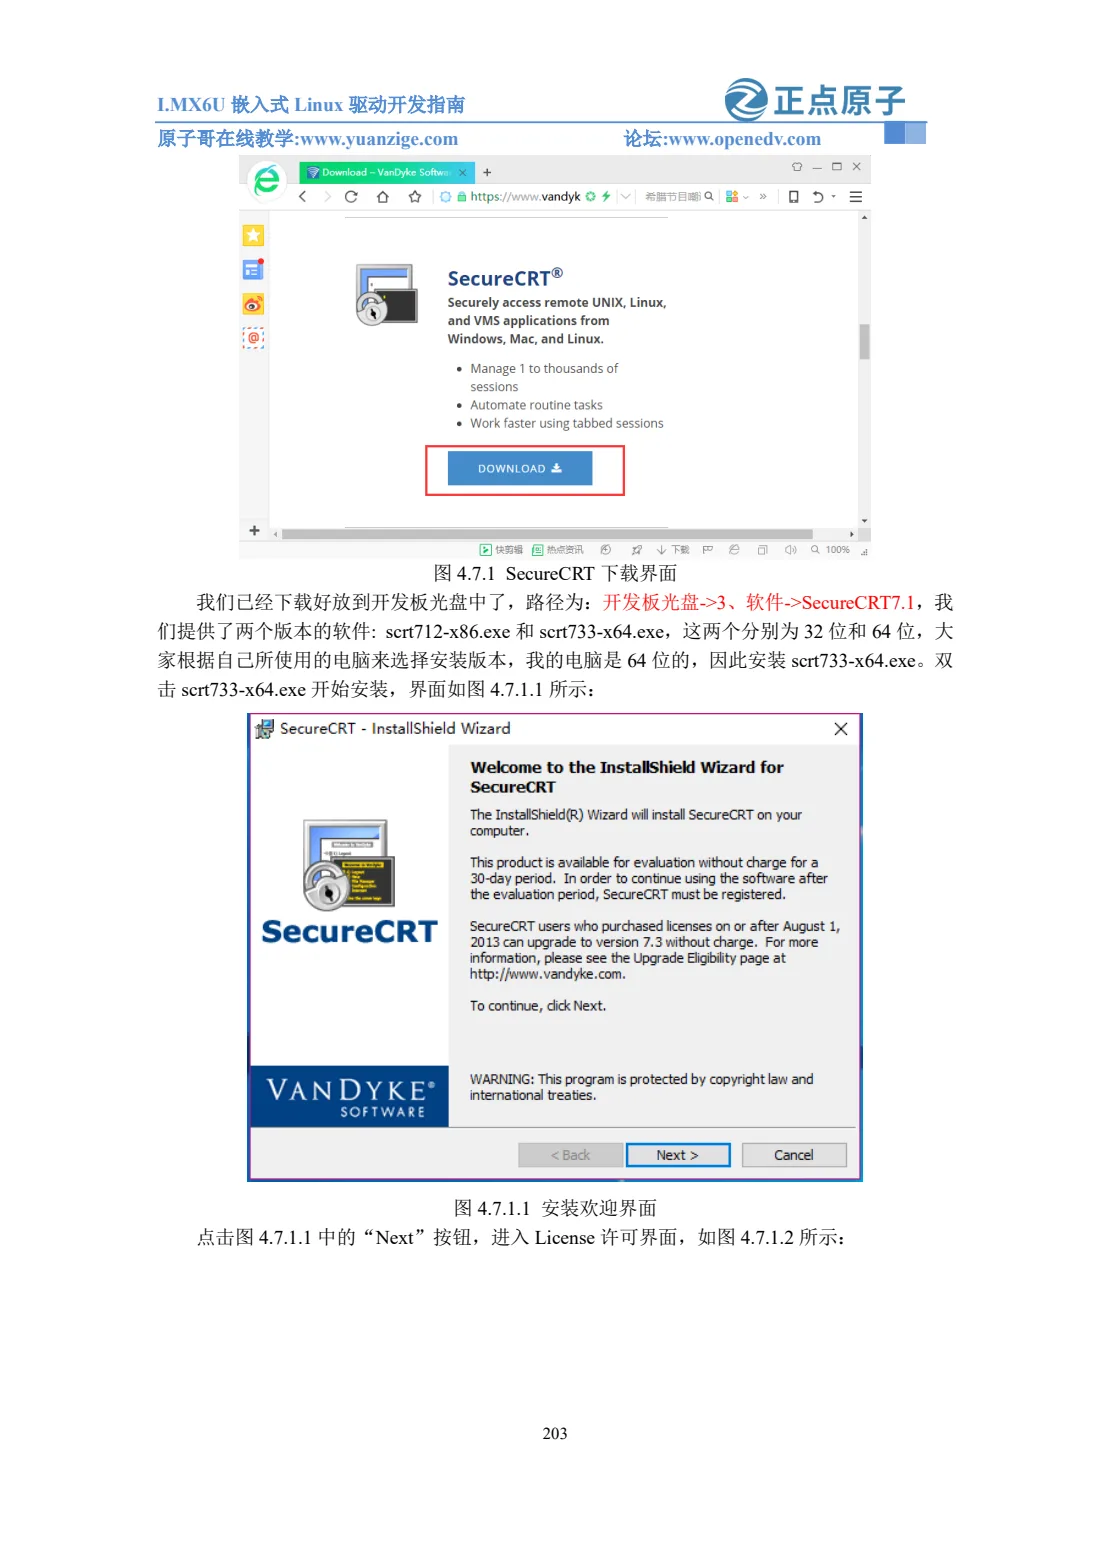 I.MX6U 嵌入式 Linux 驱动开发指南
正点原子
原子哥在线教学:www.yuanzige.com 论坛:www.openedv.com
Download – VanDyke Softwa
https://www.vandyk
100%
SecureCRT®
Securely access remote UNIX, Linux,
and VMS applications from
Windows, Mac, and Linux.
Manage 1 to thousands of
sessions
Automate routine tasks
Work faster using tabbed sessions
DOWNLOAD
快剪辑 热点资讯 下载
图 4.7.1 SecureCRT 下载界面
我们已经下载好放到开发板光盘中了，路径为：开发板光盘->3、软件->SecureCRT7.1，我
们提供了两个版本的软件: scrt712-x86.exe 和 scrt733-x64.exe，这两个分别为 32 位和 64 位，大
家根据自己所使用的电脑来选择安装版本，我的电脑是 64 位的，因此安装 scrt733-x64.exe。双
击 scrt733-x64.exe 开始安装，界面如图 4.7.1.1 所示：
SecureCRT - InstallShield Wizard
Welcome to the InstallShield Wizard for
SecureCRT
The InstallShield(R) Wizard will install SecureCRT on your
computer.
This product is available for evaluation without charge for a
30-day period. In order to continue using the software after
the evaluation period, SecureCRT must be registered.
SecureCRT users who purchased licenses on or after August 1,
2013 can upgrade to version 7.3 without charge. For more
information, please see the Upgrade Eligibility page at
http://www.vandyke.com.
To continue, click Next.
WARNING: This program is protected by copyright law and
international treaties.
SecureCRT
VANDYKE®
SOFTWARE
< Back Next > Cancel
图 4.7.1.1 安装欢迎界面
点击图 4.7.1.1 中的“Next”按钮，进入 License 许可界面，如图 4.7.1.2 所示：
203